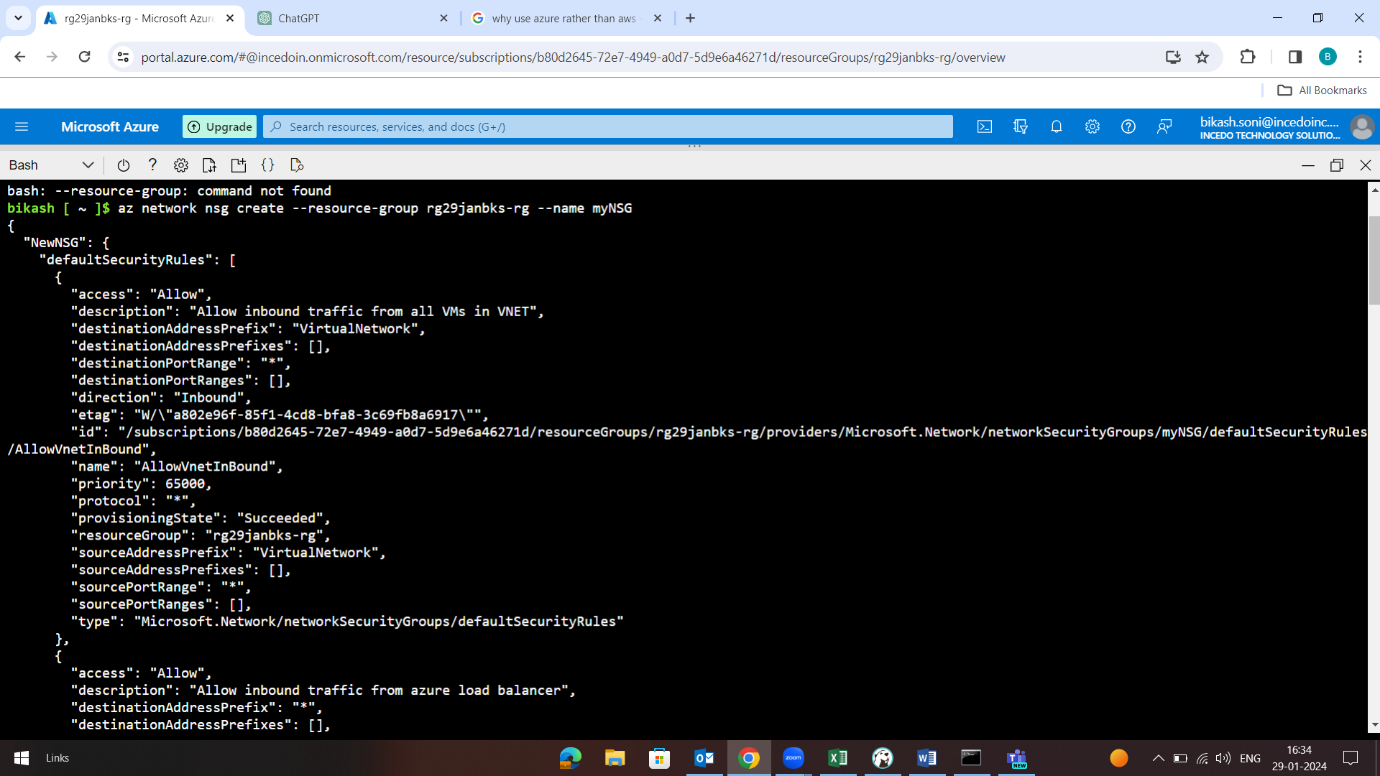 rg29janbks-rg - Microsoft Azur
ChatGPT
why use azure rather than aws
portal.azure.com/#@incedoin.onmicrosoft.com/resource/subscriptions/b80d2645-72e7-4949-a0d7-5d9e6a46271d/resourceGroups/rg29janbks-rg/overview
B
All Bookmarks
Microsoft Azure
Upgrade
Search resources, services, and docs (G+/)
bikash.soni@incedoinc....
INCEDO TECHNOLOGY SOLUTIO...
Bash
bash: --resource-group: command not found
bikash [ ~ ]$ az network nsg create --resource-group rg29janbks-rg --name myNSG
{
"NewNSG": {
"defaultSecurityRules": [
{
"access": "Allow",
"description": "Allow inbound traffic from all VMs in VNET",
"destinationAddressPrefix": "VirtualNetwork",
"destinationAddressPrefixes": [],
"destinationPortRange": "*",
"destinationPortRanges": [],
"direction": "Inbound",
"etag": "W/\"a802e96f-85f1-4cd8-bfa8-3c69fb8a6917\"",
"id": "/subscriptions/b80d2645-72e7-4949-a0d7-5d9e6a46271d/resourceGroups/rg29janbks-rg/providers/Microsoft.Network/networkSecurityGroups/myNSG/defaultSecurityRules
/AllowVnetInBound",
"name": "AllowVnetInBound",
"priority": 65000,
"protocol": "*",
"provisioningState": "Succeeded",
"resourceGroup": "rg29janbks-rg",
"sourceAddressPrefix": "VirtualNetwork",
"sourceAddressPrefixes": [],
"sourcePortRange": "*",
"sourcePortRanges": [],
"type": "Microsoft.Network/networkSecurityGroups/defaultSecurityRules"
},
{
"access": "Allow",
"description": "Allow inbound traffic from azure load balancer",
"destinationAddressPrefix": "*",
"destinationAddressPrefixes": [],
Links
zoom
NEW
ENG
16:34
29-01-2024